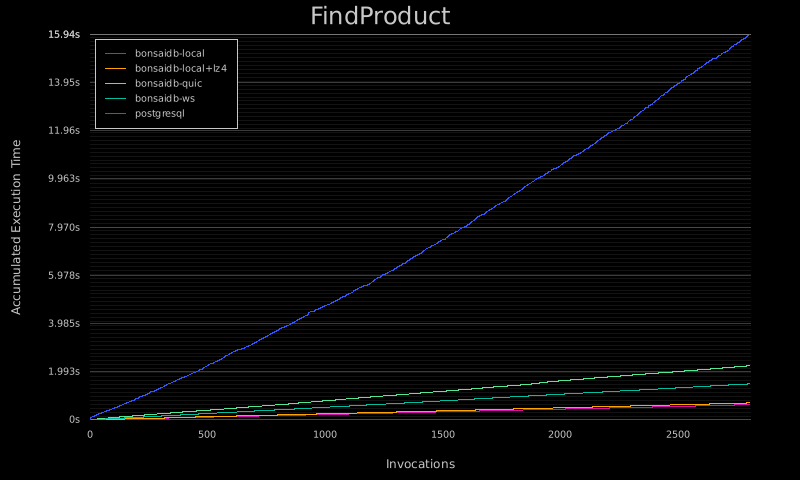 FindProduct
15.94s
13.95s
11.96s
9.963s
7.970s
5.978s
3.985s
1.993s
0s
Accumulated Execution Time
bonsaidb-local
bonsaidb-local+lz4
bonsaidb-quic
bonsaidb-ws
postgresql
0 500 1000 1500 2000 2500
Invocations